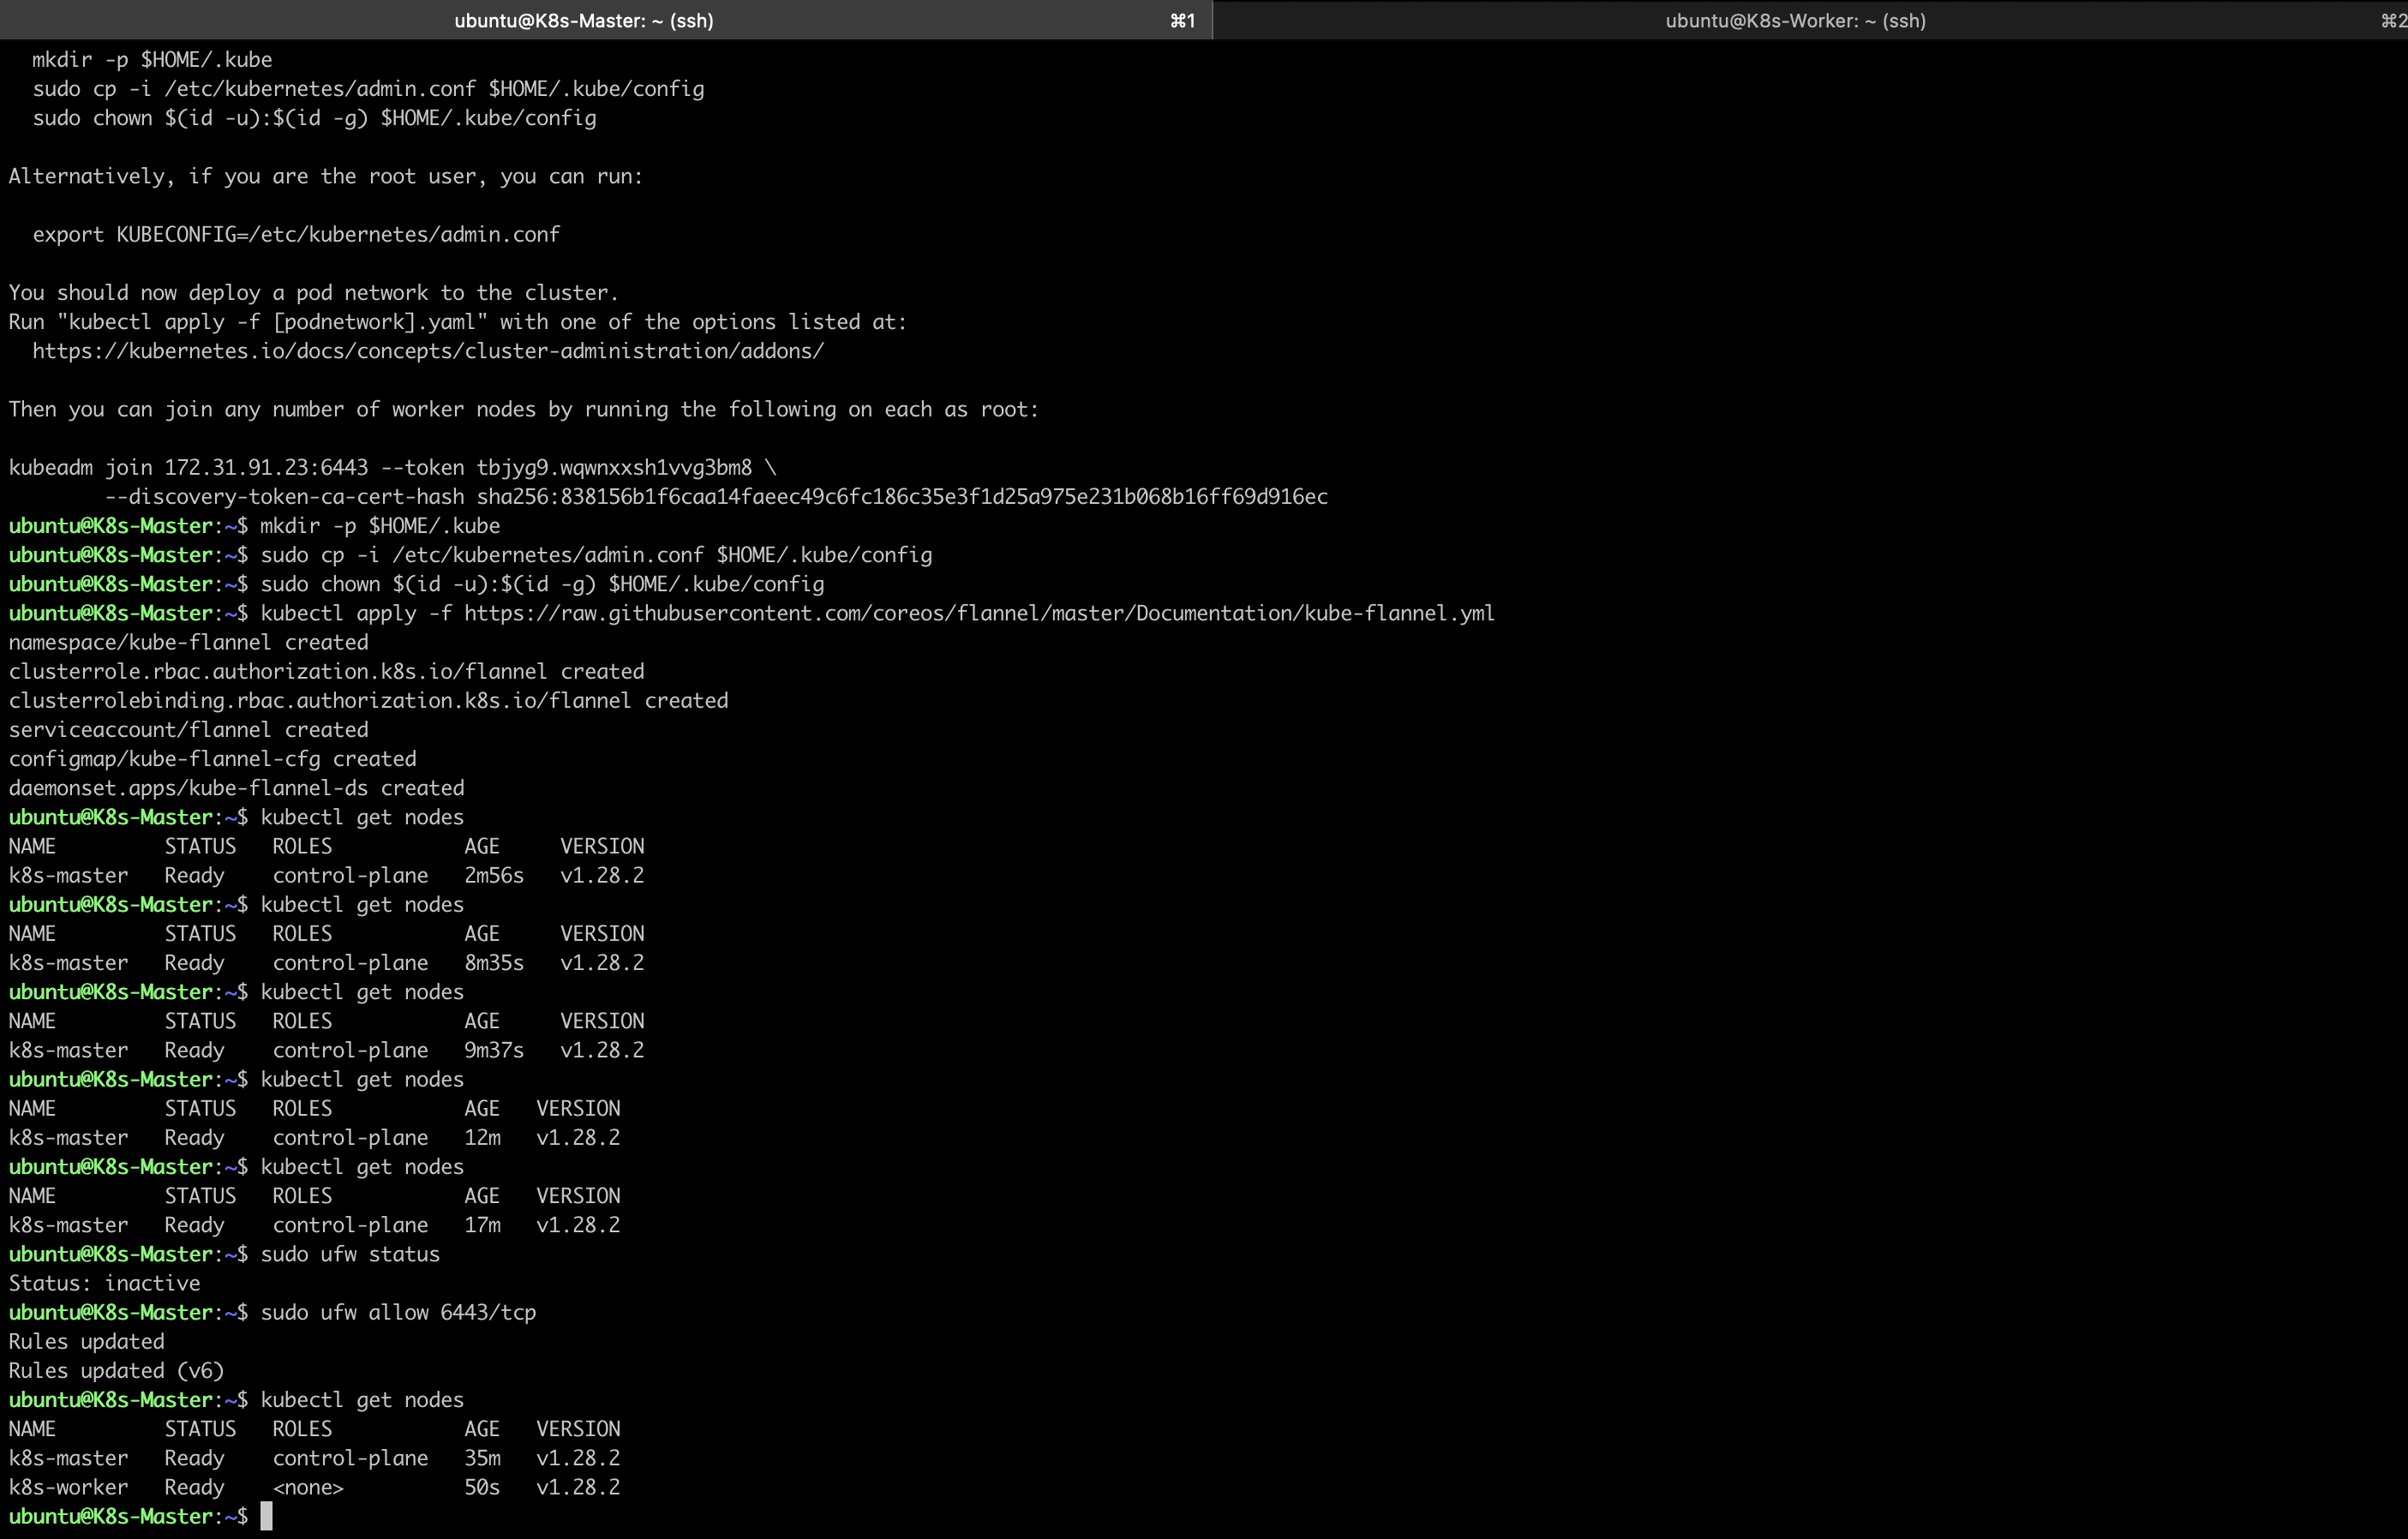 ubuntu@K8s-Master: ~ (ssh) ⌘1 ubuntu@K8s-Worker: ~ (ssh) ⌘2
mkdir -p $HOME/.kube
sudo cp -i /etc/kubernetes/admin.conf $HOME/.kube/config
sudo chown $(id -u):$(id -g) $HOME/.kube/config
Alternatively, if you are the root user, you can run:
export KUBECONFIG=/etc/kubernetes/admin.conf
You should now deploy a pod network to the cluster.
Run "kubectl apply -f [podnetwork].yaml" with one of the options listed at:
https://kubernetes.io/docs/concepts/cluster-administration/addons/
Then you can join any number of worker nodes by running the following on each as root:
kubeadm join 172.31.91.23:6443 --token tbjyg9.wqwnxxsh1vvg3bm8 \
--discovery-token-ca-cert-hash sha256:838156b1f6caa14faeec49c6fc186c35e3f1d25a975e231b068b16ff69d916ec
ubuntu@K8s-Master:~$ mkdir -p $HOME/.kube
ubuntu@K8s-Master:~$ sudo cp -i /etc/kubernetes/admin.conf $HOME/.kube/config
ubuntu@K8s-Master:~$ sudo chown $(id -u):$(id -g) $HOME/.kube/config
ubuntu@K8s-Master:~$ kubectl apply -f https://raw.githubusercontent.com/coreos/flannel/master/Documentation/kube-flannel.yml
namespace/kube-flannel created
clusterrole.rbac.authorization.k8s.io/flannel created
clusterrolebinding.rbac.authorization.k8s.io/flannel created
serviceaccount/flannel created
configmap/kube-flannel-cfg created
daemonset.apps/kube-flannel-ds created
ubuntu@K8s-Master:~$ kubectl get nodes
NAME STATUS ROLES AGE VERSION
k8s-master Ready control-plane 2m56s v1.28.2
ubuntu@K8s-Master:~$ kubectl get nodes
NAME STATUS ROLES AGE VERSION
k8s-master Ready control-plane 8m35s v1.28.2
ubuntu@K8s-Master:~$ kubectl get nodes
NAME STATUS ROLES AGE VERSION
k8s-master Ready control-plane 9m37s v1.28.2
ubuntu@K8s-Master:~$ kubectl get nodes
NAME STATUS ROLES AGE VERSION
k8s-master Ready control-plane 12m v1.28.2
ubuntu@K8s-Master:~$ kubectl get nodes
NAME STATUS ROLES AGE VERSION
k8s-master Ready control-plane 17m v1.28.2
ubuntu@K8s-Master:~$ sudo ufw status
Status: inactive
ubuntu@K8s-Master:~$ sudo ufw allow 6443/tcp
Rules updated
Rules updated (v6)
ubuntu@K8s-Master:~$ kubectl get nodes
NAME STATUS ROLES AGE VERSION
k8s-master Ready control-plane 35m v1.28.2
k8s-worker Ready <none> 50s v1.28.2
ubuntu@K8s-Master:~$